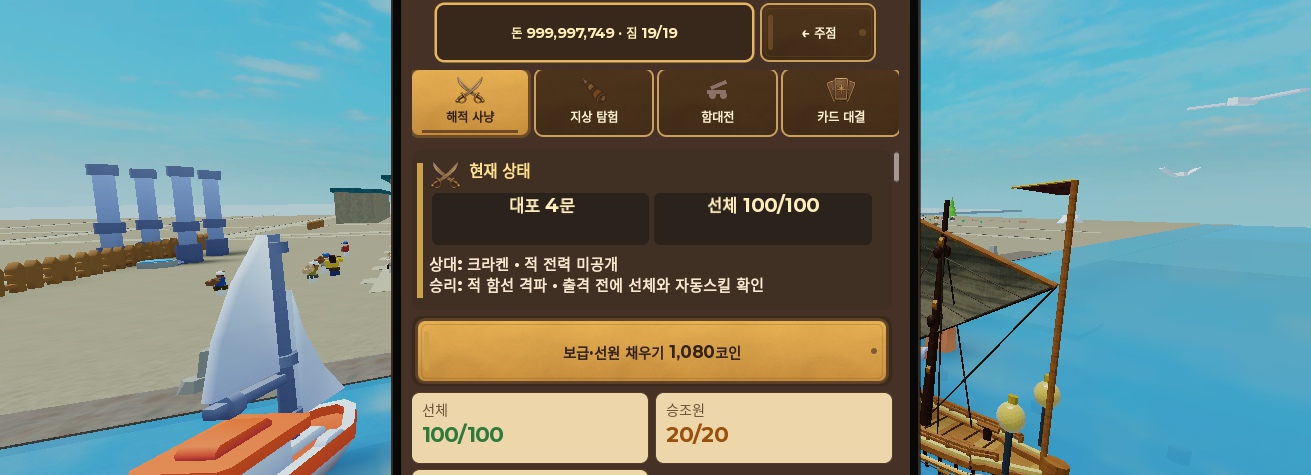 돈 999,997,749 · 짐 19/19
← 주점
해적 사냥
지상 탐험
함대전
카드 대결
현재 상태
대포 4문
선체 100/100
상대: 크라켄 • 적 전력 미공개
승리: 적 함선 격파 • 출격 전에 선체와 자동스킬 확인
보급·선원 채우기 1,080코인
선체
100/100
승조원
20/20